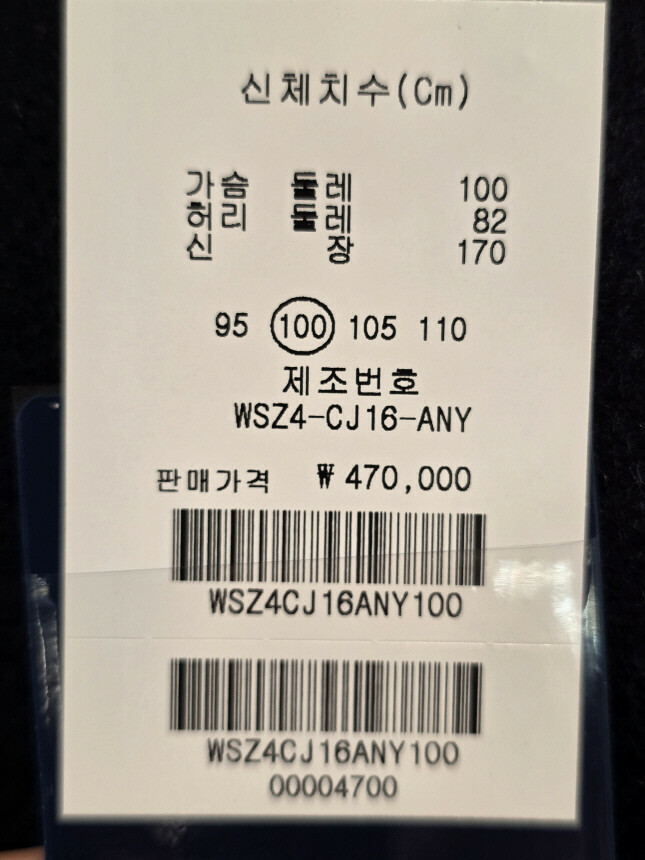 신체치수(Cm)
가슴 둘레 100
허리 둘레 82
신 장 170
95 100 105 110
제조번호
WSZ4-CJ16-ANY
판매가격 ₩470,000
WSZ4CJ16ANY100
WSZ4CJ16ANY100
00004700